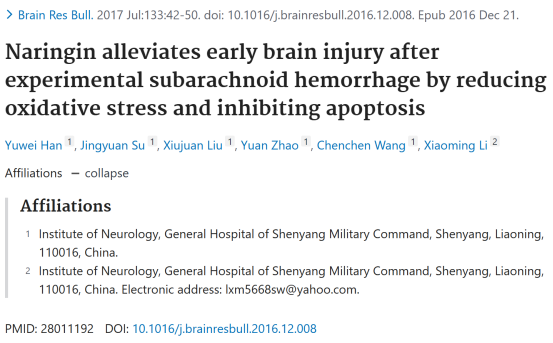 Brain Res Bull. 2017 Jul:133:42-50. doi: 10.1016/j.brainresbull.2016.12.008. Epub 2016 Dec 21.
Naringin alleviates early brain injury after
experimental subarachnoid hemorrhage by reducing
oxidative stress and inhibiting apoptosis
Yuwei Han 1, Jingyuan Su 1, Xiujuan Liu 1, Yuan Zhao 1, Chenchen Wang 1, Xiaoming Li 2
Affiliations — collapse
Affiliations
1 Institute of Neurology, General Hospital of Shenyang Military Command, Shenyang, Liaoning,
110016, China.
2 Institute of Neurology, General Hospital of Shenyang Military Command, Shenyang, Liaoning,
110016, China. Electronic address: lxm5668sw@yahoo.com.
PMID: 28011192 DOI: 10.1016/j.brainresbull.2016.12.008